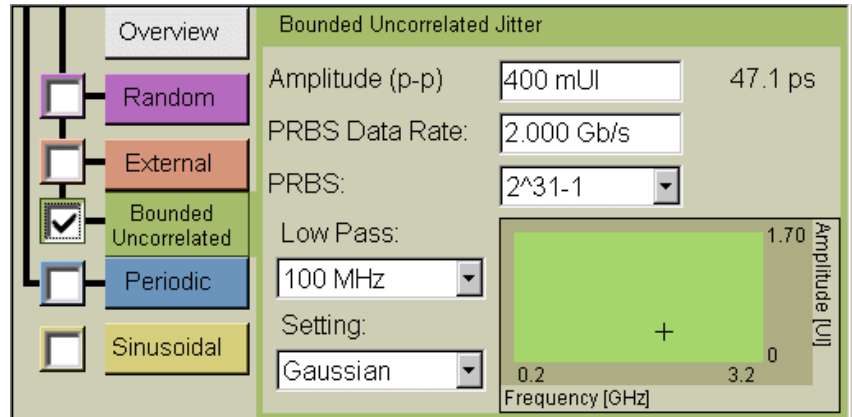 Overview
Random
External
Bounded
Uncorrelated
Periodic
Sinusoidal
Bounded Uncorrelated Jitter
Amplitude (p-p) 400 mUI 47.1 ps
PRBS Data Rate: 2.000 Gb/s
PRBS: 2^31-1
Low Pass:
100 MHz
Setting:
Gaussian
1.70
0
Amplitude [UI]
0.2 3.2
Frequency [GHz]